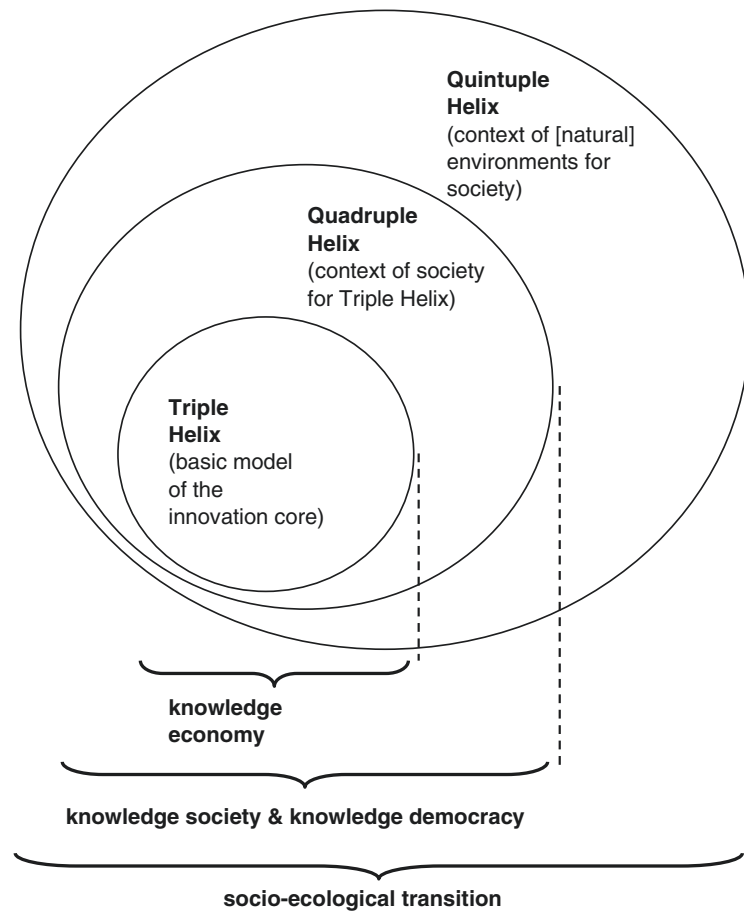 Quintuple
Helix
(context of [natural]
environments for
society)
Quadruple
Helix
(context of society
for Triple Helix)
Triple
Helix
(basic model
of the
innovation core)
knowledge
economy
knowledge society & knowledge democracy
socio-ecological transition